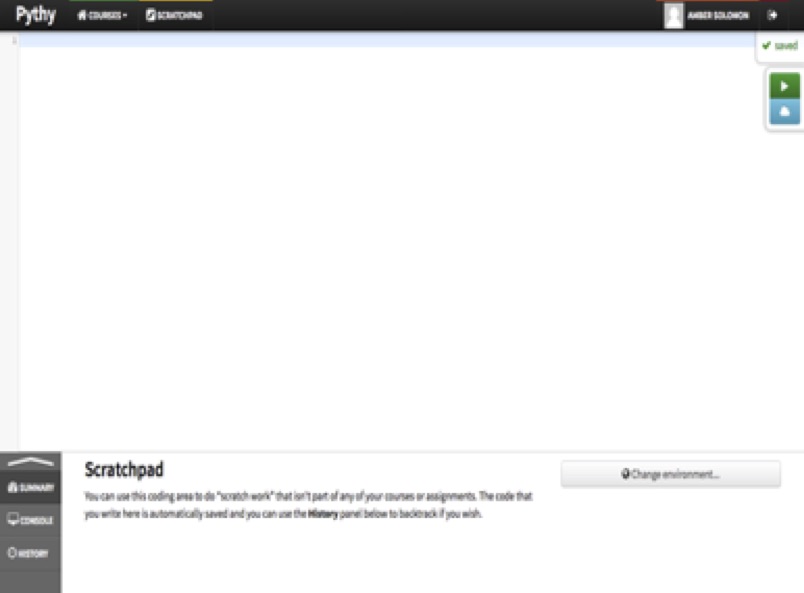 Pythy COURSES SCRATCHPAD AMBER SOLOMON
1
saved
Scratchpad
Change environment...
SUMMARY
You can use this coding area to do "scratch work" that isn't part of any of your courses or assignments. The code that
you write here is automatically saved and you can use the History panel below to backtrack if you wish.
CONSOLE
HISTORY